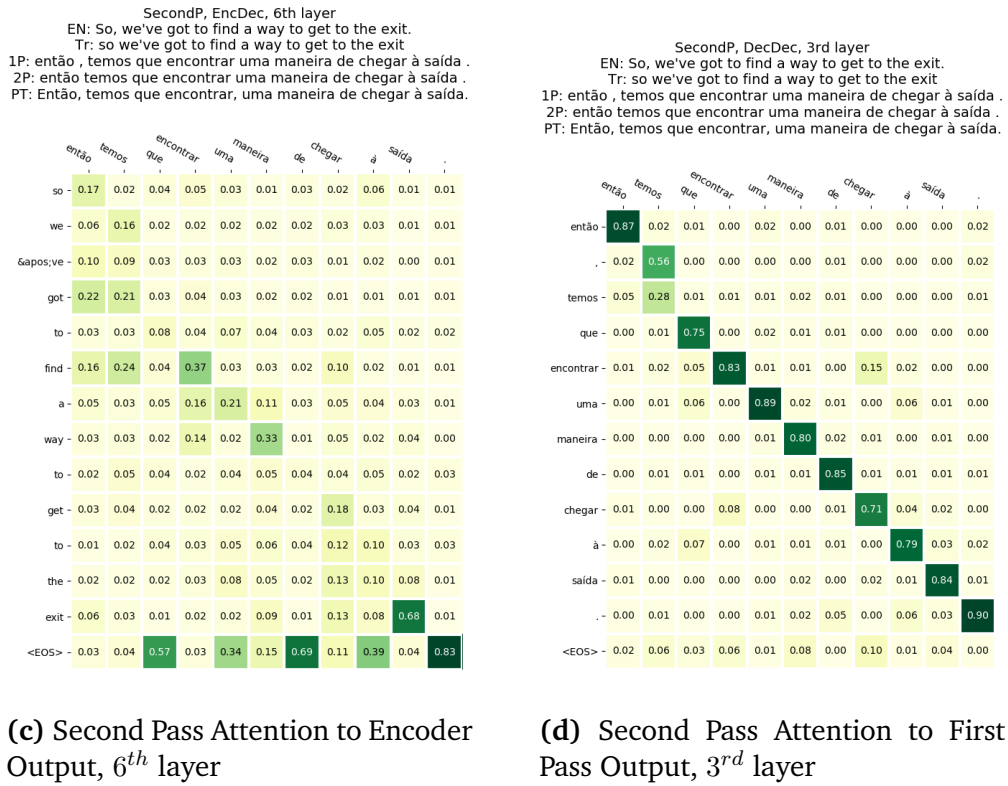 SecondP, EncDec, 6th layer
EN: So, we've got to find a way to get to the exit.
Tr: so we've got to find a way to get to the exit
1P: então , temos que encontrar uma maneira de chegar à saída .
2P: então temos que encontrar uma maneira de chegar à saída .
PT: Então, temos que encontrar, uma maneira de chegar à saída.
então temos que encontrar uma maneira de chegar à saída .
so 0.17 0.02 0.04 0.05 0.03 0.01 0.03 0.02 0.06 0.01 0.01
we 0.06 0.16 0.02 0.02 0.02 0.02 0.02 0.03 0.03 0.01 0.01
&apos;ve 0.10 0.09 0.03 0.03 0.03 0.02 0.03 0.01 0.02 0.00 0.01
got 0.22 0.21 0.03 0.04 0.03 0.02 0.02 0.01 0.01 0.01 0.01
to 0.03 0.03 0.08 0.04 0.07 0.04 0.03 0.02 0.05 0.02 0.02
find 0.16 0.24 0.04 0.37 0.03 0.03 0.02 0.10 0.02 0.01 0.01
a 0.05 0.03 0.05 0.16 0.21 0.11 0.03 0.05 0.04 0.03 0.01
way 0.03 0.03 0.02 0.14 0.02 0.33 0.01 0.05 0.02 0.04 0.00
to 0.02 0.05 0.04 0.02 0.04 0.05 0.04 0.04 0.05 0.02 0.03
get 0.03 0.04 0.02 0.02 0.02 0.04 0.02 0.18 0.03 0.04 0.01
to 0.01 0.02 0.04 0.03 0.05 0.06 0.04 0.12 0.10 0.03 0.03
the 0.02 0.02 0.02 0.03 0.08 0.05 0.02 0.13 0.10 0.08 0.01
exit 0.06 0.03 0.01 0.02 0.02 0.09 0.01 0.13 0.08 0.68 0.01
<EOS> 0.03 0.04 0.57 0.03 0.34 0.15 0.69 0.11 0.39 0.04 0.83
(c) Second Pass Attention to Encoder
Output, 6th layer
SecondP, DecDec, 3rd layer
EN: So, we've got to find a way to get to the exit.
Tr: so we've got to find a way to get to the exit
1P: então , temos que encontrar uma maneira de chegar à saída .
2P: então temos que encontrar uma maneira de chegar à saída .
PT: Então, temos que encontrar, uma maneira de chegar à saída.
então temos que encontrar uma maneira de chegar à saída .
então 0.87 0.02 0.01 0.00 0.02 0.00 0.01 0.00 0.00 0.00 0.02
, 0.02 0.56 0.01 0.00 0.01 0.01 0.00 0.00 0.00 0.00 0.02
temos 0.05 0.28 0.01 0.01 0.01 0.02 0.01 0.00 0.00 0.00 0.01
que 0.00 0.01 0.75 0.00 0.02 0.01 0.01 0.00 0.00 0.00 0.00
encontrar 0.01 0.02 0.05 0.83 0.01 0.01 0.00 0.15 0.02 0.00 0.00
uma 0.00 0.01 0.06 0.00 0.89 0.02 0.01 0.00 0.06 0.01 0.00
maneira 0.00 0.00 0.00 0.00 0.01 0.80 0.02 0.01 0.00 0.00 0.00
de 0.00 0.01 0.00 0.00 0.00 0.01 0.85 0.01 0.01 0.01 0.01
chegar 0.01 0.00 0.00 0.08 0.00 0.01 0.00 0.71 0.04 0.02 0.00
à 0.00 0.02 0.07 0.00 0.01 0.01 0.01 0.00 0.79 0.03 0.02
saída 0.01 0.00 0.00 0.00 0.00 0.00 0.00 0.02 0.01 0.84 0.01
. 0.00 0.01 0.00 0.00 0.01 0.02 0.05 0.00 0.06 0.03 0.90
<EOS> 0.02 0.06 0.03 0.06 0.01 0.08 0.00 0.10 0.01 0.04 0.00
(d) Second Pass Attention to First
Pass Output, 3rd layer